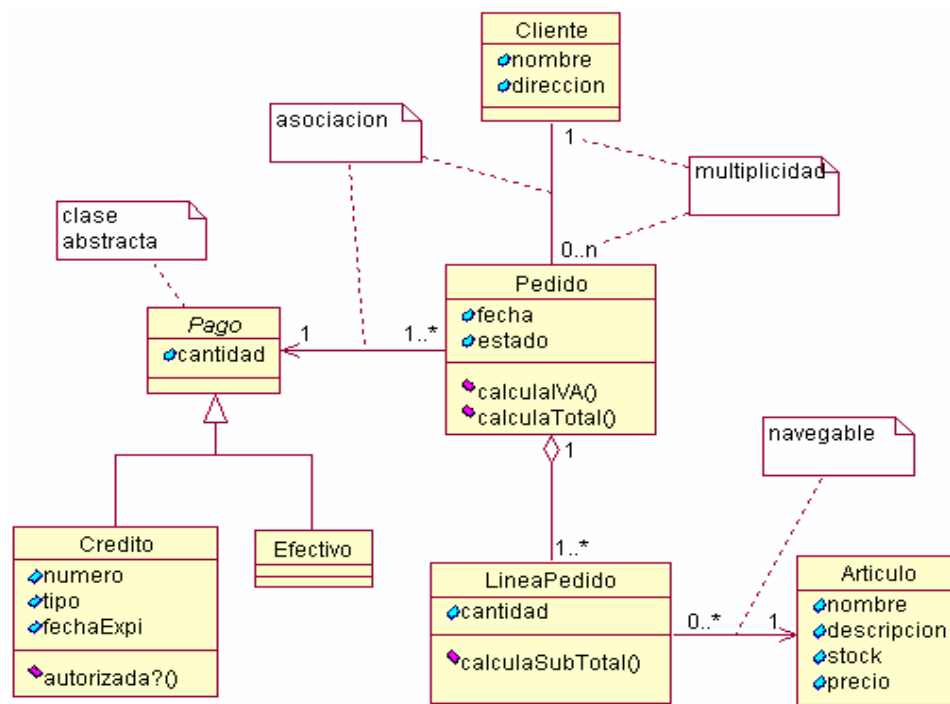 Cliente
nombre
direccion
asociacion
1
multiplicidad
0..n
clase
abstracta
Pago
cantidad
1
1..*
Pedido
fecha
estado
calculaIVA()
calculaTotal()
1
navegable
Credito
numero
tipo
fechaExpi
autorizada?()
Efectivo
1..*
LineaPedido
cantidad
calculaSubTotal()
0..*
1
Articulo
nombre
descripcion
stock
precio